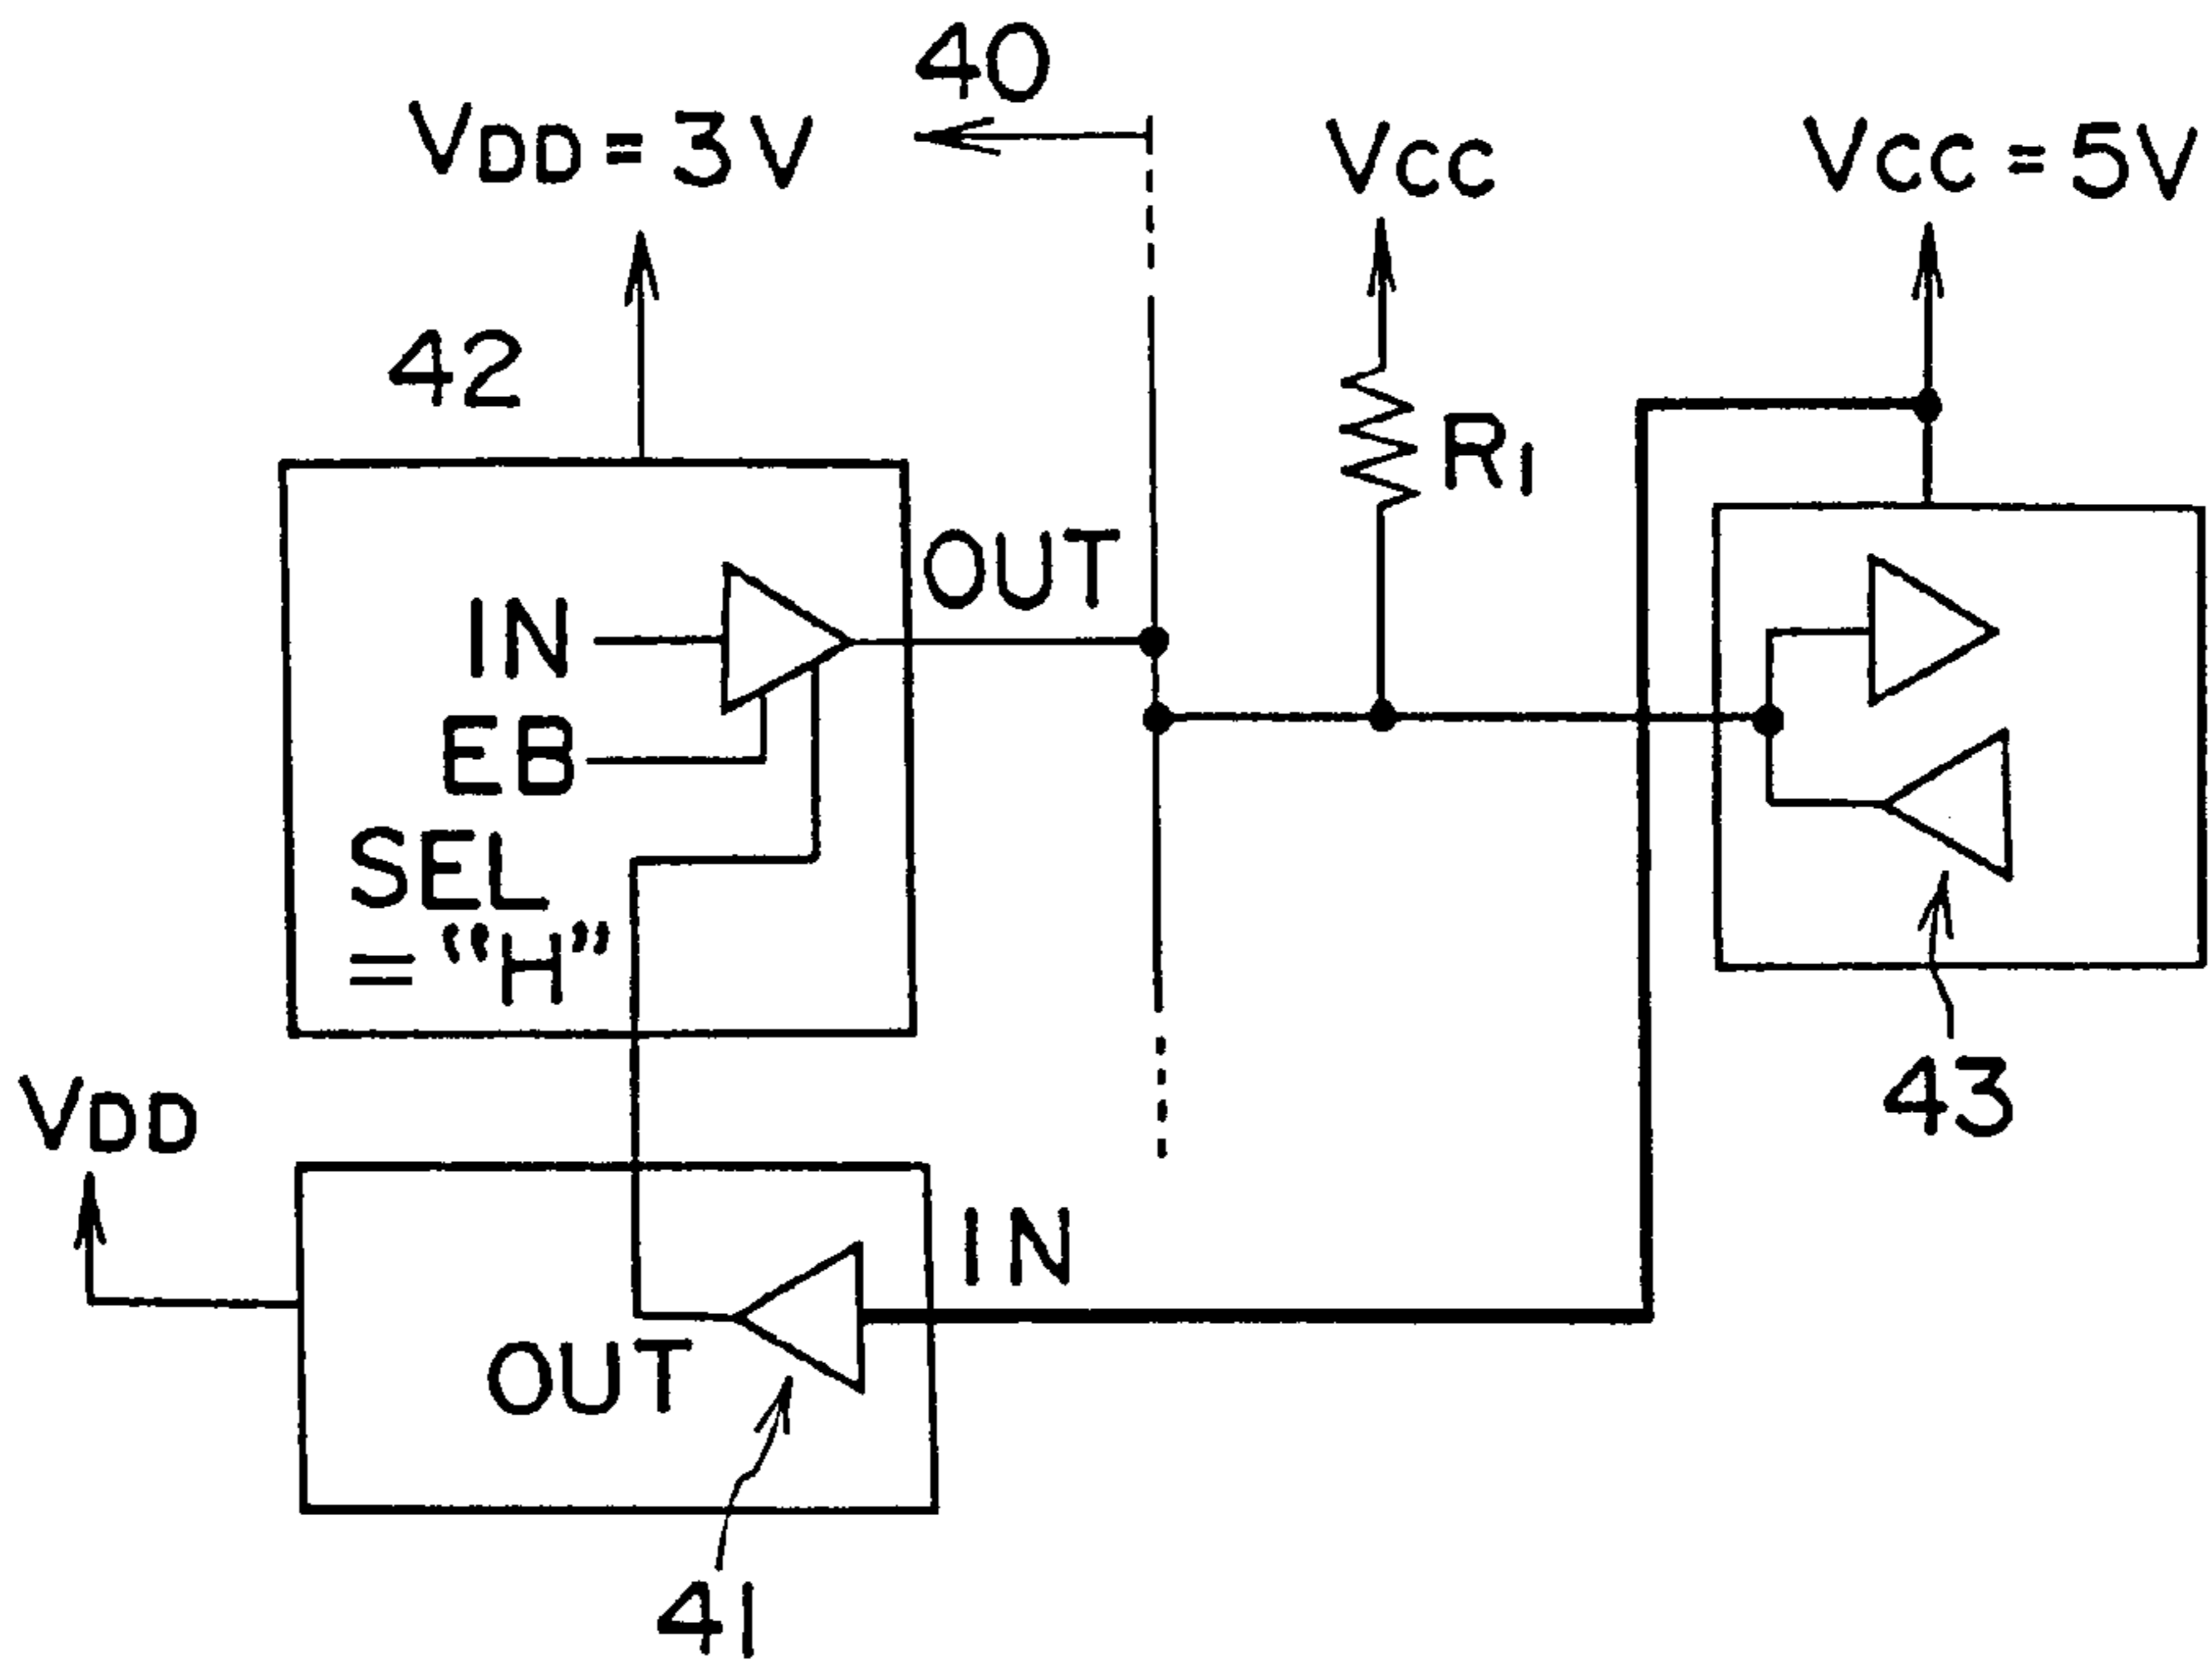 40
VDD = 3V
VCC
VCC = 5V
42
R1
OUT
IN
EB
SEL
= "H"
43
VDD
IN
OUT
41